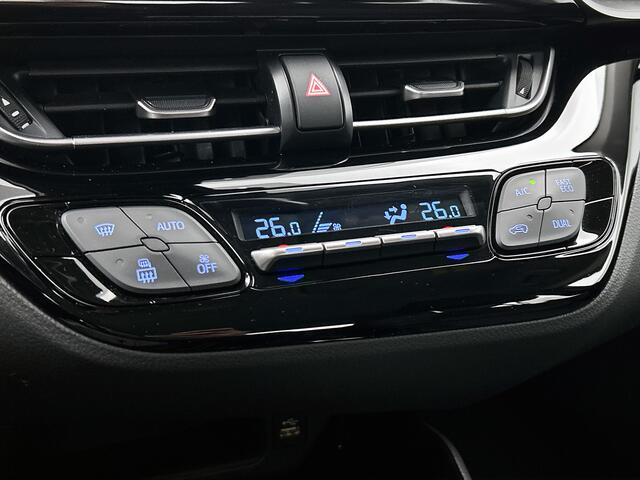 26.0 26.0
AUTO
OFF
A/C
FAST
ECO
DUAL